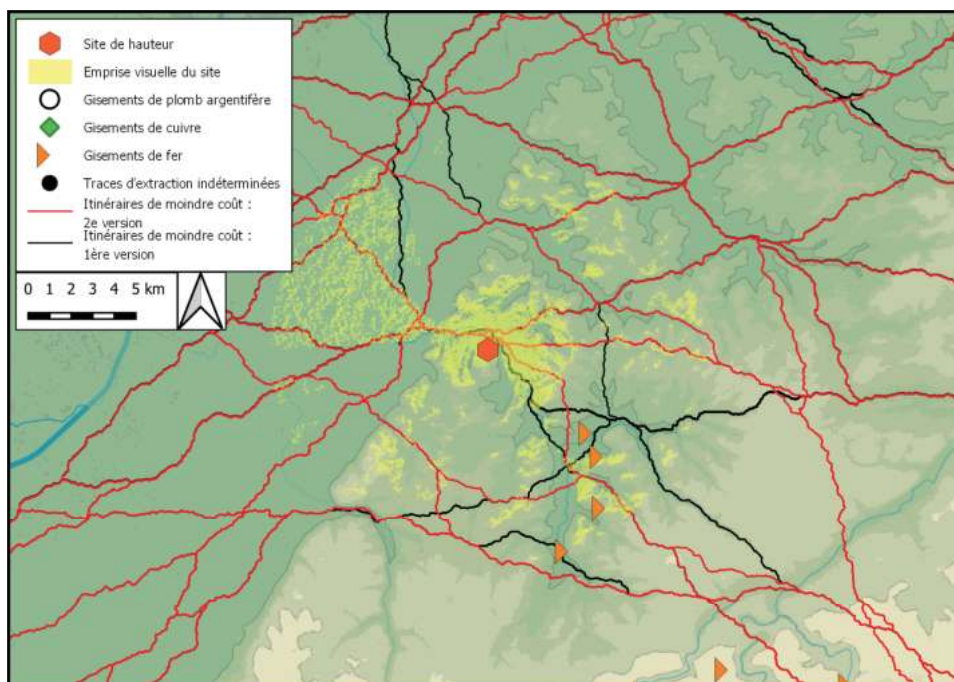 Site de hauteur
Emprise visuelle du site
Gisements de plomb argentifère
Gisements de cuivre
Gisements de fer
Traces d'extraction indéterminées
Itinéraires de moindre coût :
2e version
Itinéraires de moindre coût :
1ère version
0 1 2 3 4 5 km